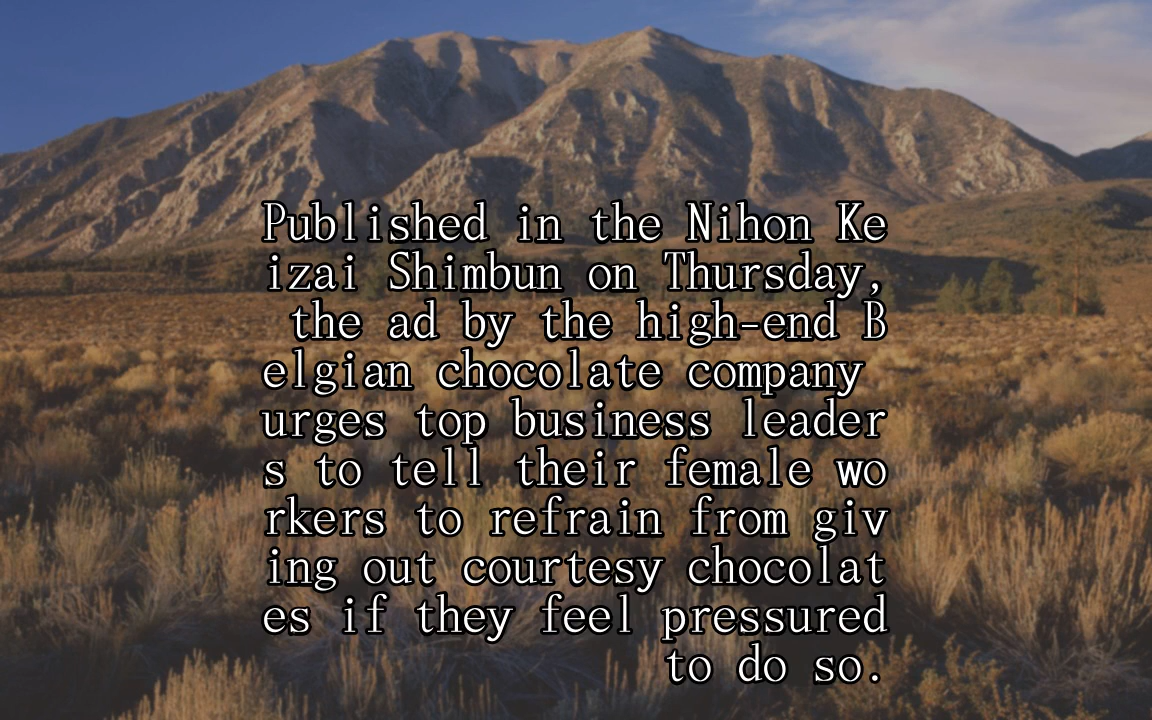 Published in the Nihon Ke
izai Shimbun on Thursday,
the ad by the high-end B
elgian chocolate company
urges top business leader
s to tell their female wo
rkers to refrain from giv
ing out courtesy chocolat
es if they feel pressured
to do so.